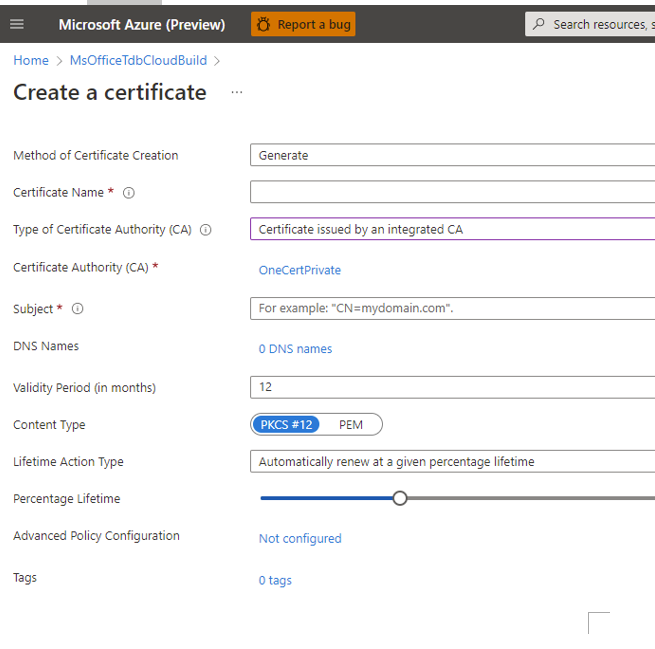 Microsoft Azure (Preview) Report a bug Search resources, s
Home > MsOfficeTdbCloudBuild >
Create a certificate ...
Method of Certificate Creation Generate
Certificate Name *
Type of Certificate Authority (CA) Certificate issued by an integrated CA
Certificate Authority (CA) * OneCertPrivate
Subject * For example: "CN=mydomain.com".
DNS Names 0 DNS names
Validity Period (in months) 12
Content Type PKCS #12 PEM
Lifetime Action Type Automatically renew at a given percentage lifetime
Percentage Lifetime
Advanced Policy Configuration Not configured
Tags 0 tags